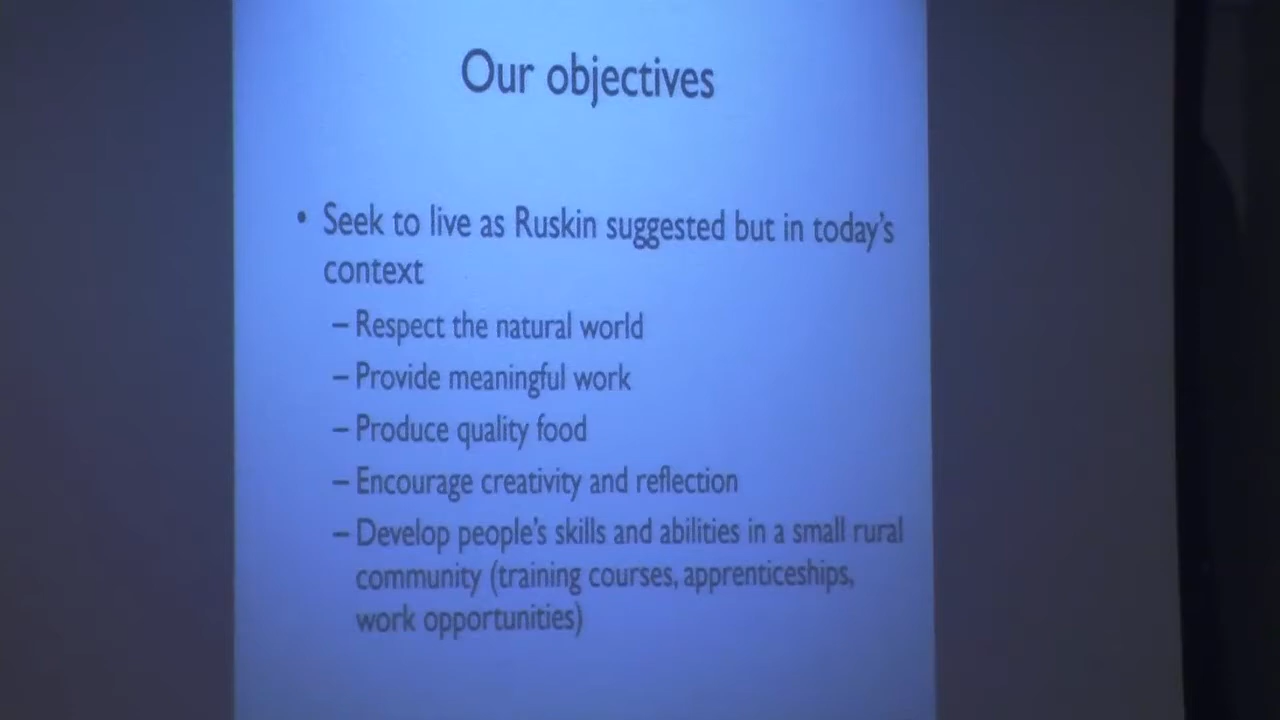 Our objectives
• Seek to live as Ruskin suggested but in today's
context
– Respect the natural world
– Provide meaningful work
– Produce quality food
– Encourage creativity and reflection
– Develop people's skills and abilities in a small rural
community (training courses, apprenticeships,
work opportunities)